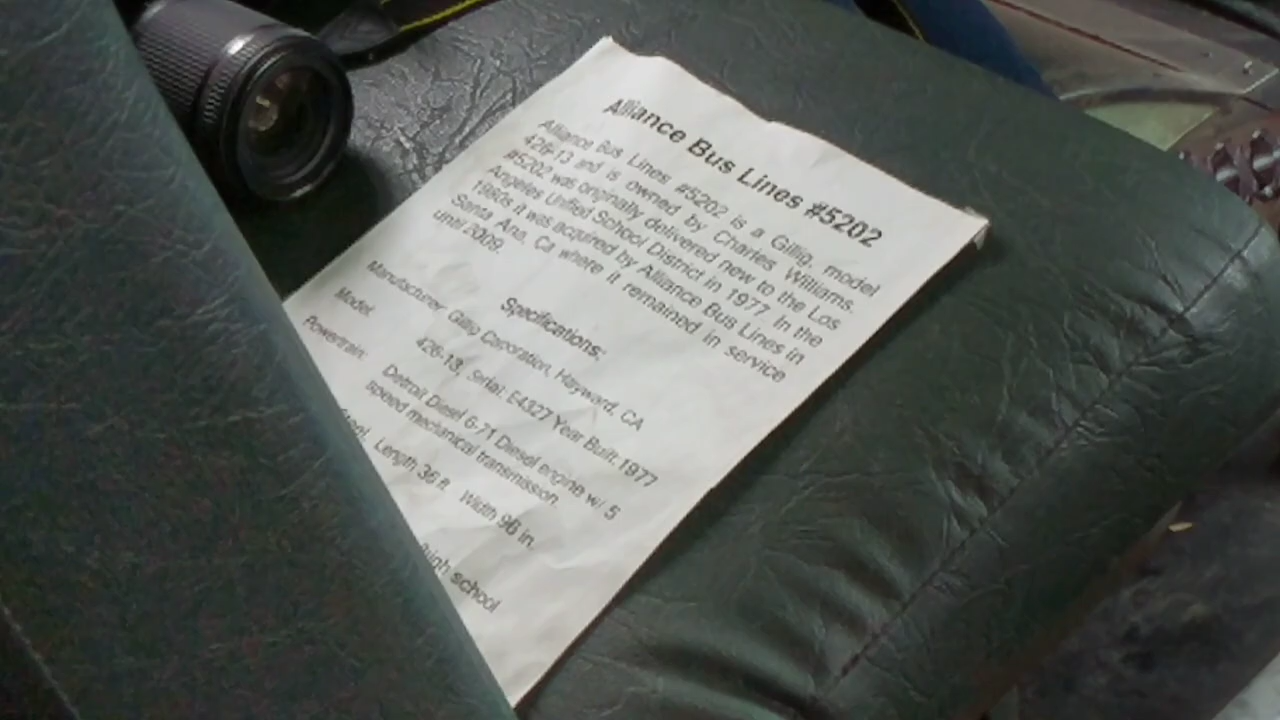 Alliance Bus Lines #5202
Alliance Bus Lines #5202 is a Gillig, model
426-13 and is owned by Charles Williams.
#5202 was originally delivered new to the Los
Angeles Unified School District in 1977. In the
1980s it was acquired by Alliance Bus Lines in
Santa Ana, Ca where it remained in service
until 2009.
Specifications:
Manufacturer: Gillig Corporation, Hayward, CA
Model: 426-13, Serial: E4327 Year Built: 1977
Powertrain: Detroit Diesel 6-71 Diesel engine w/ 5
speed mechanical transmission
Length 36 ft Width 96 in.
high school